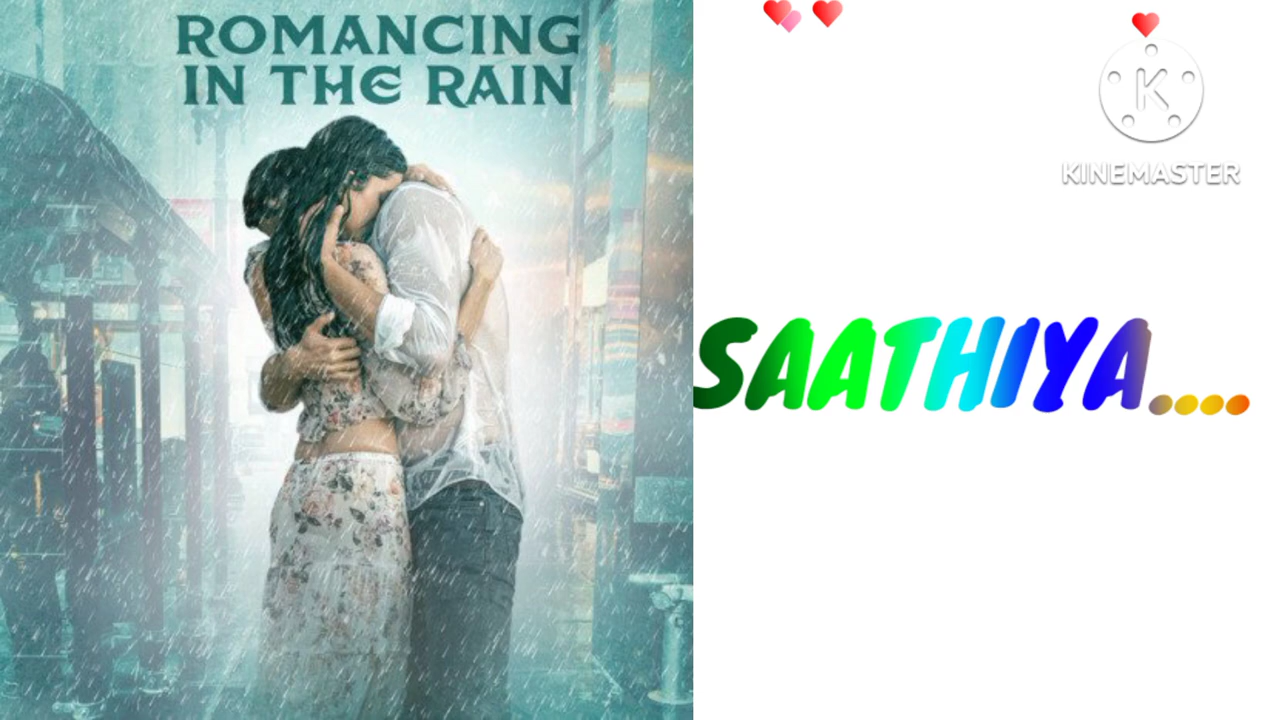 ROMANCING
IN THE RAIN
K
KINEMASTER
SAATHIYA....